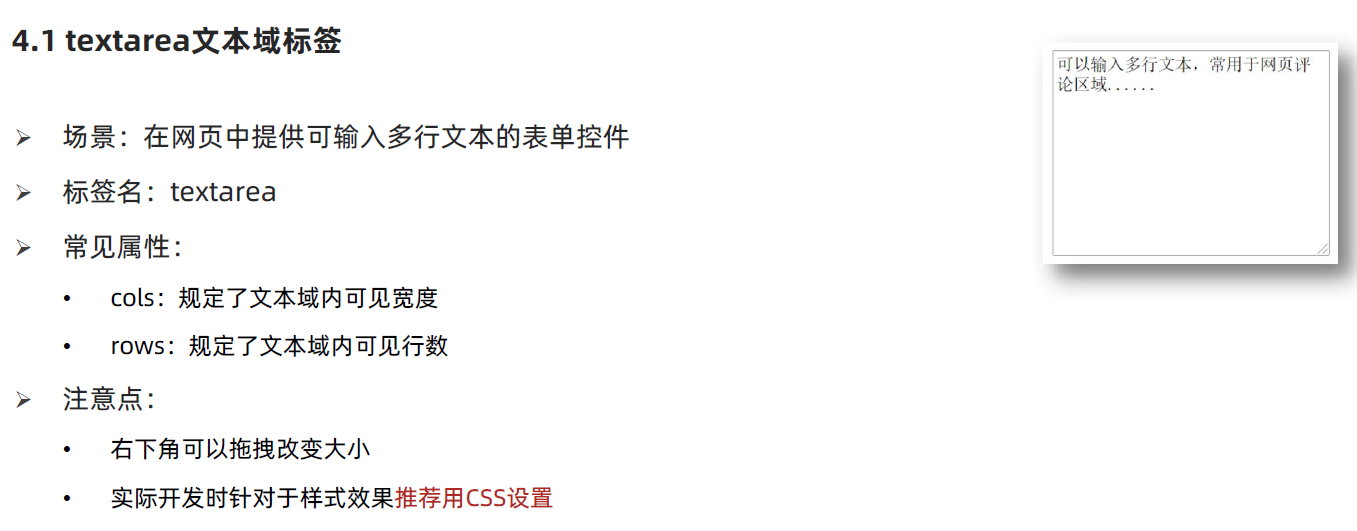 4.1 textarea文本域标签
可以输入多行文本，常用于网页评
论区域......
场景：在网页中提供可输入多行文本的表单控件
标签名：textarea
常见属性：
cols：规定了文本域内可见宽度
rows：规定了文本域内可见行数
注意点：
右下角可以拖拽改变大小
实际开发时针对于样式效果推荐用CSS设置